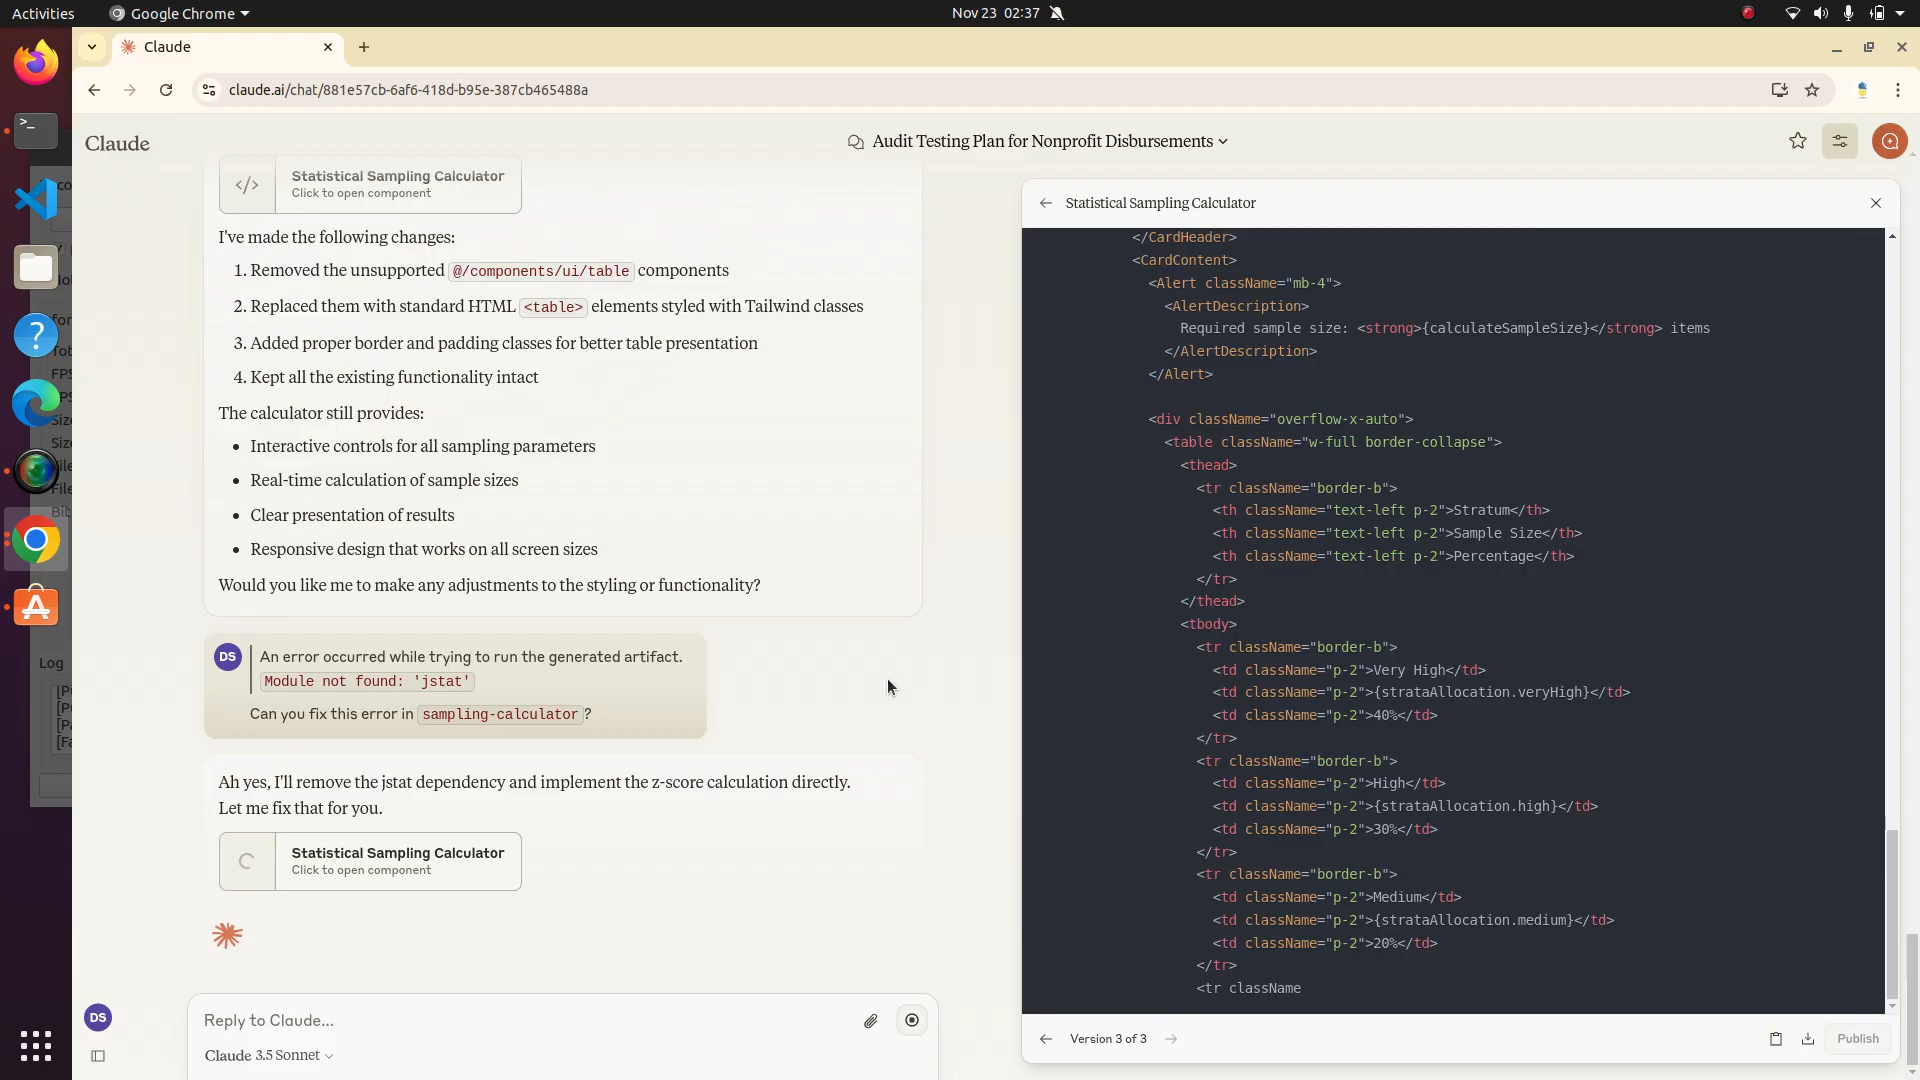 Activities
Google Chrome
Nov 23 02:37
Claude
claude.ai/chat/881e57cb-6af6-418d-b95e-387cb465488a
Claude
Audit Testing Plan for Nonprofit Disbursements
Statistical Sampling Calculator
Click to open component
I've made the following changes:
1. Removed the unsupported @/components/ui/table components
2. Replaced them with standard HTML <table> elements styled with Tailwind classes
3. Added proper border and padding classes for better table presentation
4. Kept all the existing functionality intact
The calculator still provides:
• Interactive controls for all sampling parameters
• Real-time calculation of sample sizes
• Clear presentation of results
• Responsive design that works on all screen sizes
Would you like me to make any adjustments to the styling or functionality?
DS
An error occurred while trying to run the generated artifact.
Module not found: 'jstat'
Can you fix this error in sampling-calculator?
Ah yes, I'll remove the jstat dependency and implement the z-score calculation directly.
Let me fix that for you.
Statistical Sampling Calculator
Click to open component
DS
Reply to Claude...
Claude 3.5 Sonnet
Log
Statistical Sampling Calculator
</CardHeader>
<CardContent>
<Alert className="mb-4">
<AlertDescription>
Required sample size: <strong>{calculateSampleSize}</strong> items
</AlertDescription>
</Alert>
<div className="overflow-x-auto">
<table className="w-full border-collapse">
<thead>
<tr className="border-b">
<th className="text-left p-2">Stratum</th>
<th className="text-left p-2">Sample Size</th>
<th className="text-left p-2">Percentage</th>
</tr>
</thead>
<tbody>
<tr className="border-b">
<td className="p-2">Very High</td>
<td className="p-2">{strataAllocation.veryHigh}</td>
<td className="p-2">40%</td>
</tr>
<tr className="border-b">
<td className="p-2">High</td>
<td className="p-2">{strataAllocation.high}</td>
<td className="p-2">30%</td>
</tr>
<tr className="border-b">
<td className="p-2">Medium</td>
<td className="p-2">{strataAllocation.medium}</td>
<td className="p-2">20%</td>
</tr>
<tr className
Version 3 of 3
Publish